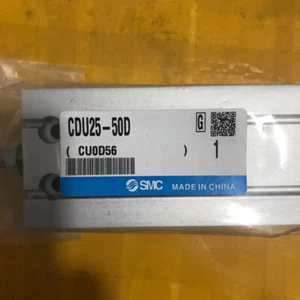 CDU25-50D G
( CU0D56 ) 1
SMC MADE IN CHINA